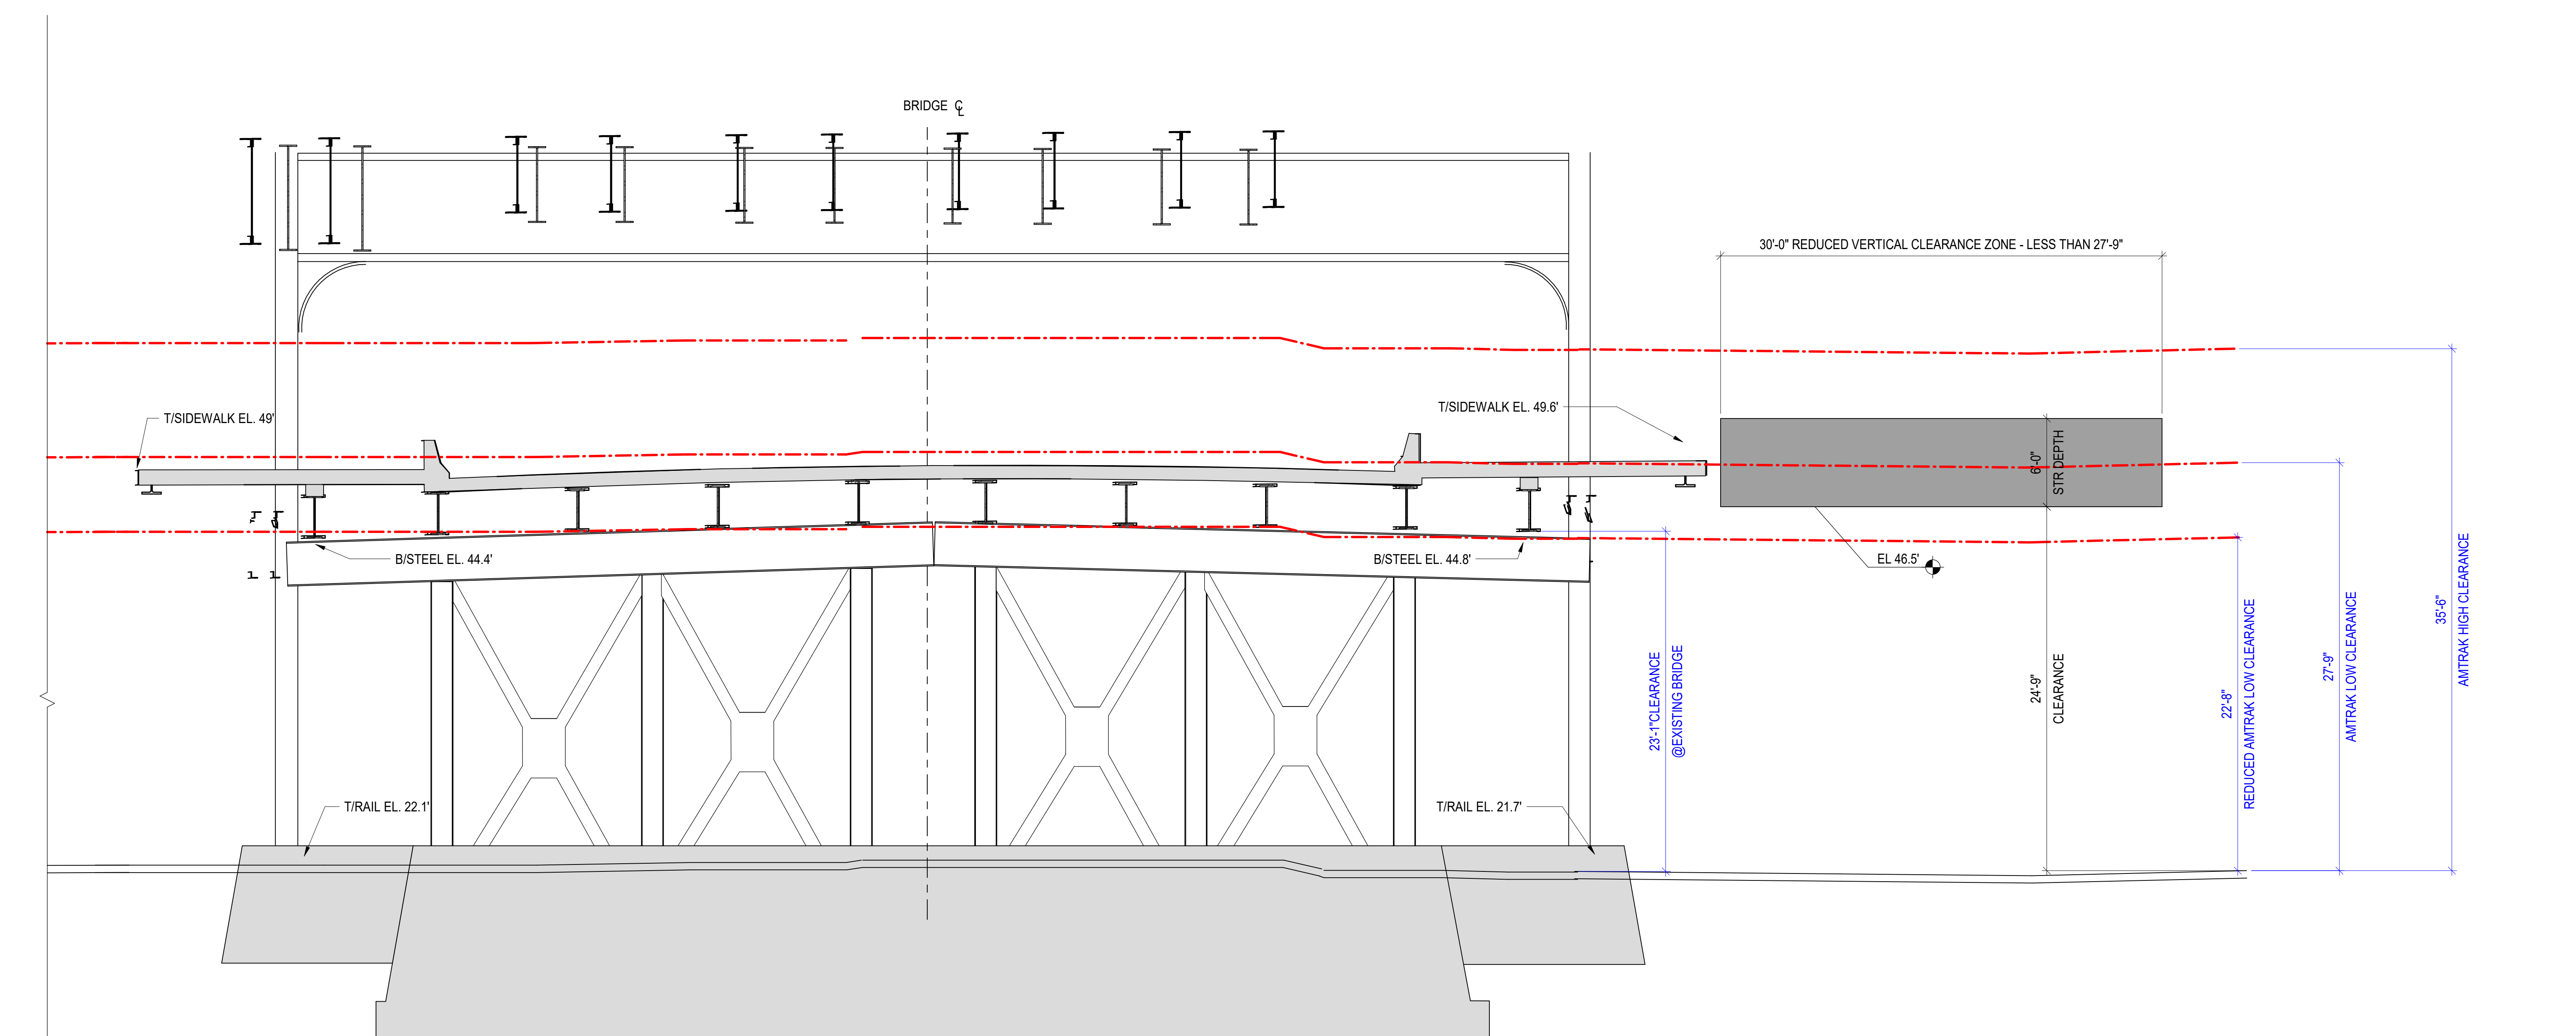 BRIDGE ℄
30'-0" REDUCED VERTICAL CLEARANCE ZONE - LESS THAN 27'-9"
T/SIDEWALK EL. 49'
T/SIDEWALK EL. 49.6'
6'-0"
STR DEPTH
B/STEEL EL. 44.4'
B/STEEL EL. 44.8'
EL 46.5'
23'-1"CLEARANCE
@EXISTING BRIDGE
24'-9"
CLEARANCE
22'-8"
REDUCED AMTRAK LOW CLEARANCE
27'-9"
AMTRAK LOW CLEARANCE
35'-6"
AMTRAK HIGH CLEARANCE
T/RAIL EL. 22.1'
T/RAIL EL. 21.7'